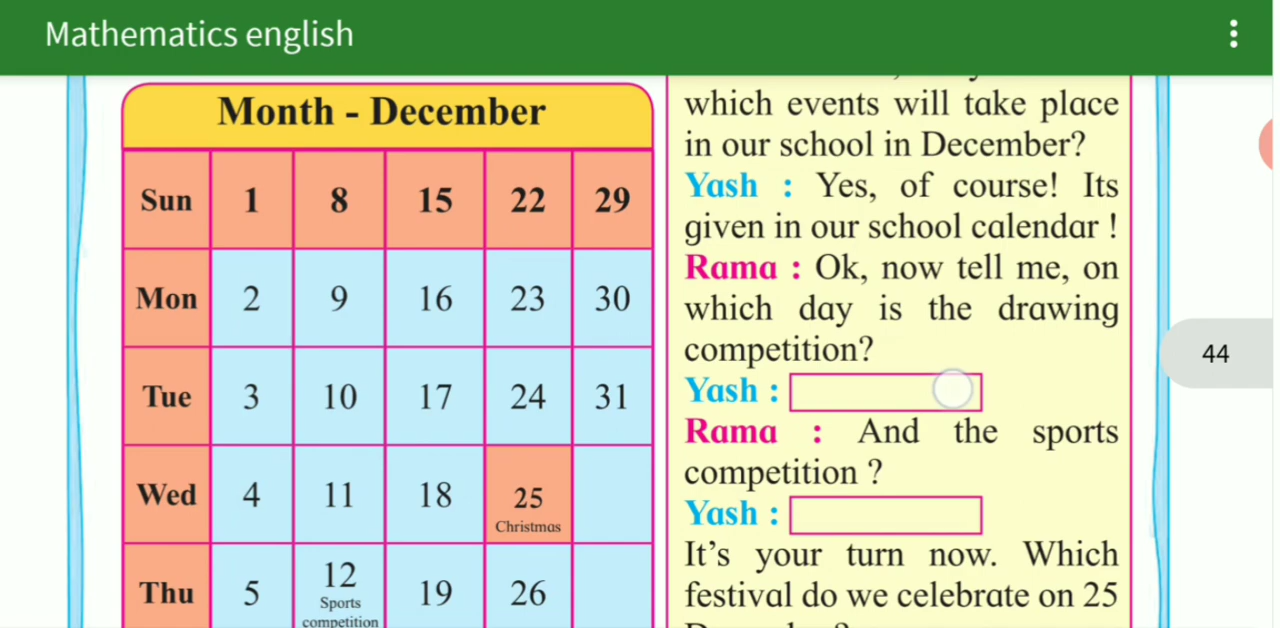 Mathematics english
Month - December
Sun 1 8 15 22 29
Mon 2 9 16 23 30
Tue 3 10 17 24 31
Wed 4 11 18 25
Christmas
Thu 5 12 19 26
Sports
competition
which events will take place
in our school in December?
Yash : Yes, of course! Its
given in our school calendar !
Rama : Ok, now tell me, on
which day is the drawing
competition?
Yash :
Rama : And the sports
competition ?
Yash :
It's your turn now. Which
festival do we celebrate on 25
44